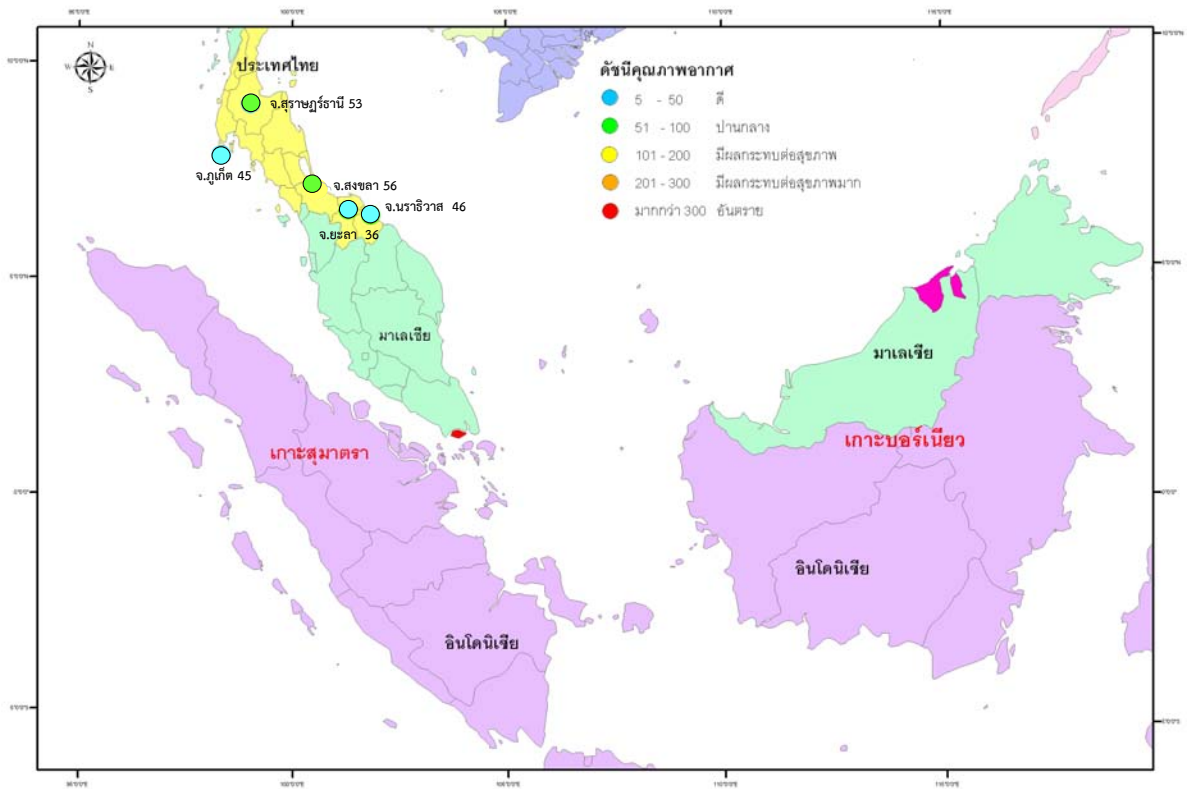 N
W E
S
ประเทศไทย
จ.สุราษฎร์ธานี 53
จ.ภูเก็ต 45
จ.สงขลา 56
จ.นราธิวาส 46
จ.ยะลา 36
ดัชนีคุณภาพอากาศ
5 - 50 ดี
51 - 100 ปานกลาง
101 - 200 มีผลกระทบต่อสุขภาพ
201 - 300 มีผลกระทบต่อสุขภาพมาก
มากกว่า 300 อันตราย
มาเลเซีย
มาเลเซีย
เกาะสุมาตรา
เกาะบอร์เนียว
อินโดนิเซีย
อินโดนิเซีย